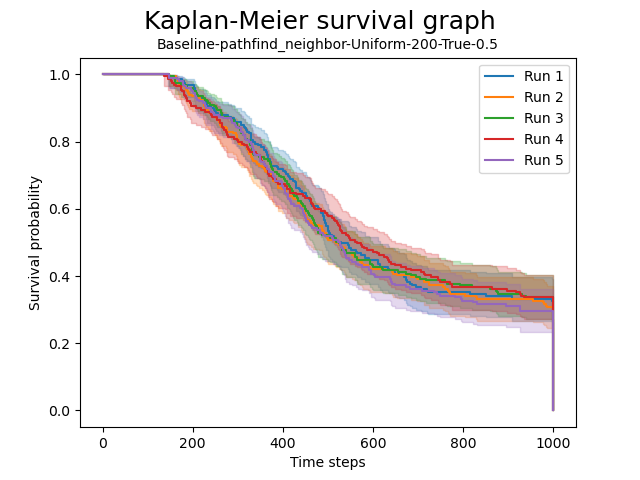 Kaplan-Meier survival graph
Baseline-pathfind_neighbor-Uniform-200-True-0.5
Run 1
Run 2
Run 3
Run 4
Run 5
1.0
0.8
0.6
0.4
0.2
0.0
Survival probability
0 200 400 600 800 1000
Time steps